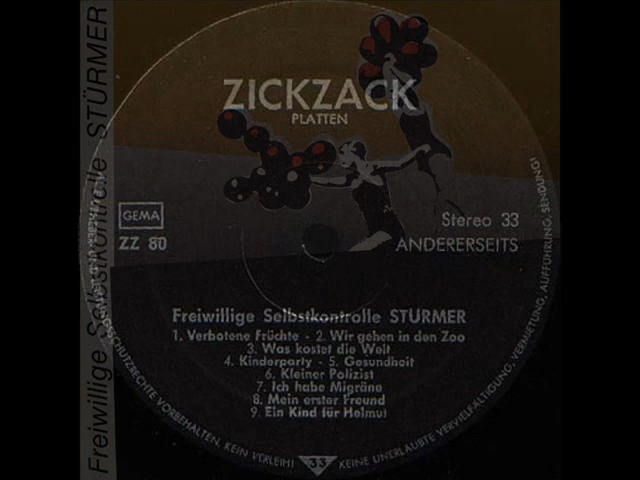 Freiwillige Selbstkontrolle STÜRMER
ZICKZACK
PLATTEN
GEMA
ZZ 80
Stereo 33
ANDERERSEITS
Freiwillige Selbstkontrolle STÜRMER
1. Verbotene Früchte - 2. Wir gehen in den Zoo
3. Was kostet die Welt
4. Kinderparty - 5. Gesundheit
6. Kleiner Polizist
7. Ich habe Migräne
8. Mein erster Freund
9. Ein Kind für Helmut
VORBEHALTEN. KEIN VERLEIH!
33
KEINE UNERLAUBTE VERVIELFÄLTIGUNG, VERMIETUNG, AUFFÜHRUNG, SENDUNG!